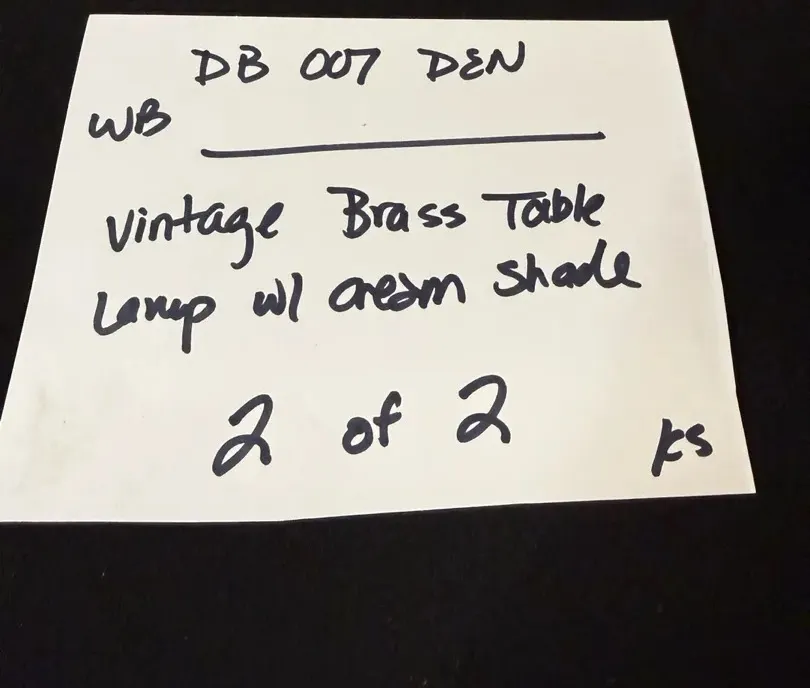 DB 007 DEN
WB
Vintage Brass Table
Lamp w/ cream shade
2 of 2
KS